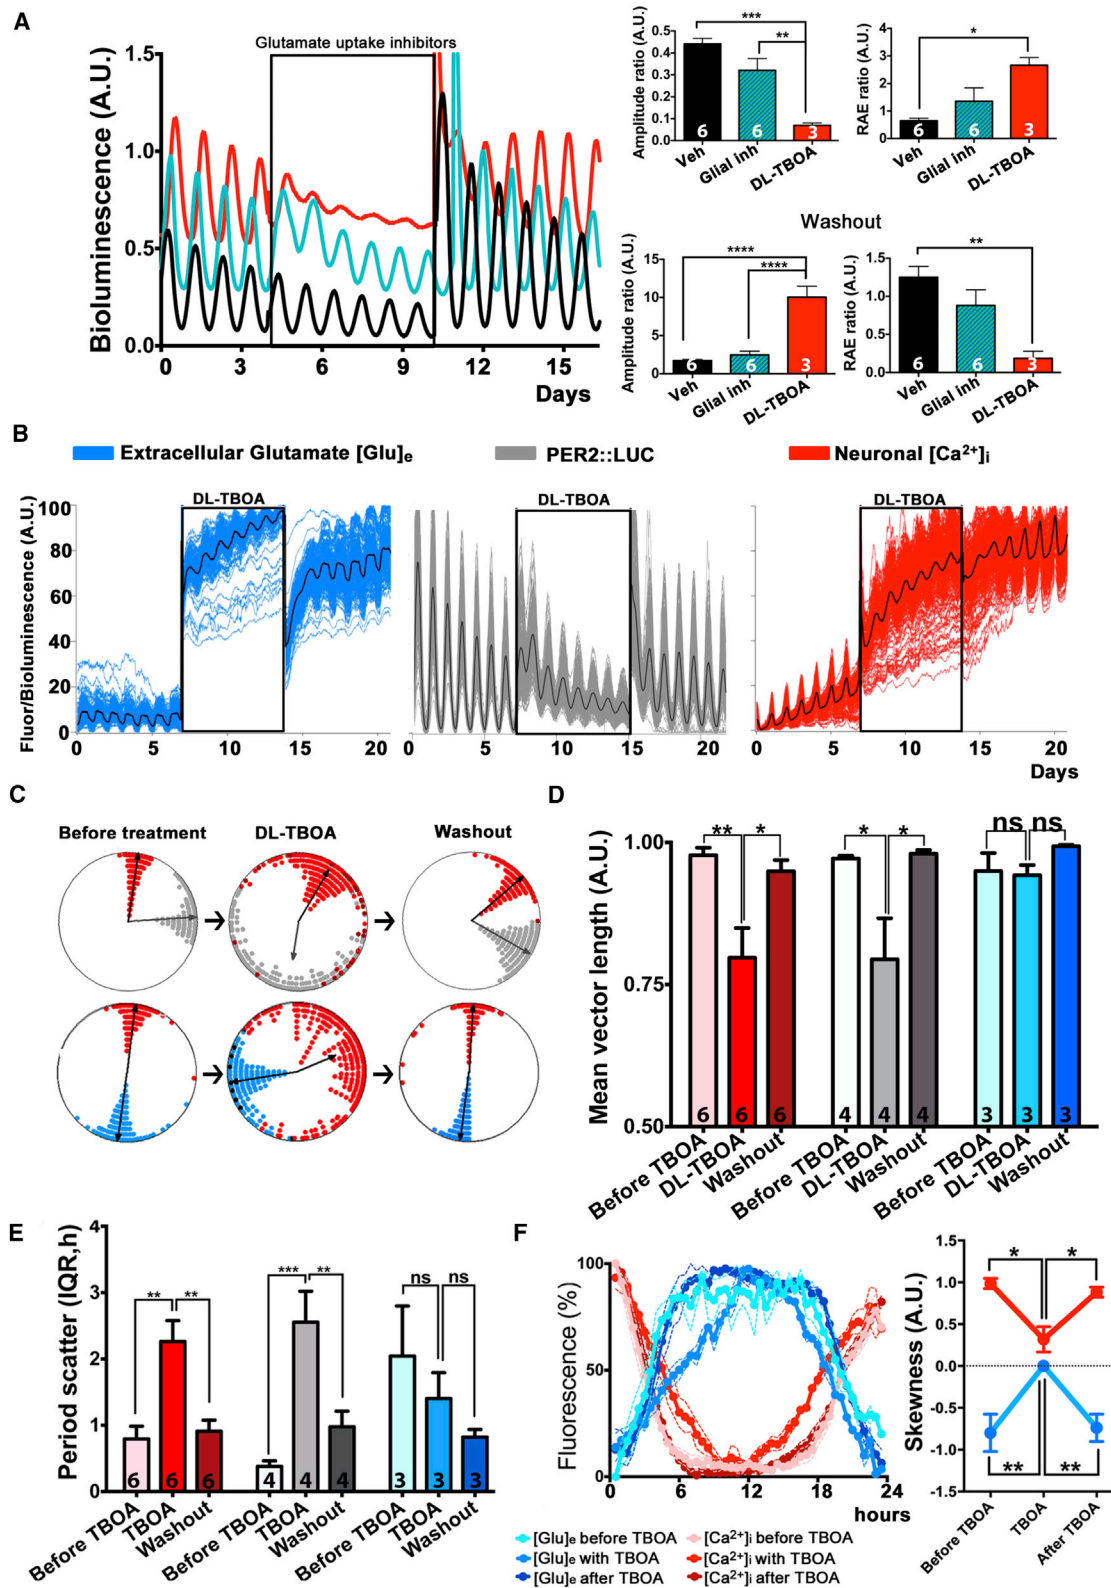 A
Glutamate uptake inhibitors
Bioluminescence (A.U.)
1.5
1.0
0.5
0.0
0 3 6 9 12 15
Days
Amplitude ratio (A.U.)
0.5
0.4
0.3
0.2
0.1
0.0
***
**
6 6 3
Veh Glial inh DL-TBOA
RAE ratio (A.U.)
4
3
2
1
0
*
6 6 3
Veh Glial inh DL-TBOA
Washout
Amplitude ratio (A.U.)
15
10
5
0
****
****
6 6 3
Veh Glial inh DL-TBOA
RAE ratio (A.U.)
1.5
1.0
0.5
0.0
**
6 6 3
Veh Glial inh DL-TBOA
B
Extracellular Glutamate [Glu]e
PER2::LUC
Neuronal [Ca²⁺]i
DL-TBOA
DL-TBOA
DL-TBOA
Fluor/Bioluminescence (A.U.)
100
80
60
40
20
0
0 5 10 15 20
5 10 15 20
0 5 10 15 20
Days
C
Before treatment
DL-TBOA
Washout
D
Mean vector length (A.U.)
1.00
0.75
0.50
** * * * ns ns
6 6 6 4 4 4 3 3 3
Before TBOA DL-TBOA Washout Before TBOA DL-TBOA Washout Before TBOA DL-TBOA Washout
E
Period scatter (IQR,h)
4
3
2
1
0
** ** *** ** ns ns
6 6 6 4 4 4 3 3 3
Before TBOA TBOA Washout Before TBOA TBOA Washout Before TBOA TBOA Washout
F
Fluorescence (%)
100
50
0
0 6 12 18 24
hours
[Glu]e before TBOA
[Glu]e with TBOA
[Glu]e after TBOA
[Ca²⁺]i before TBOA
[Ca²⁺]i with TBOA
[Ca²⁺]i after TBOA
Skewness (A.U.)
1.5
1.0
0.5
0.0
-0.5
-1.0
-1.5
* *
** **
Before TBOA TBOA After TBOA